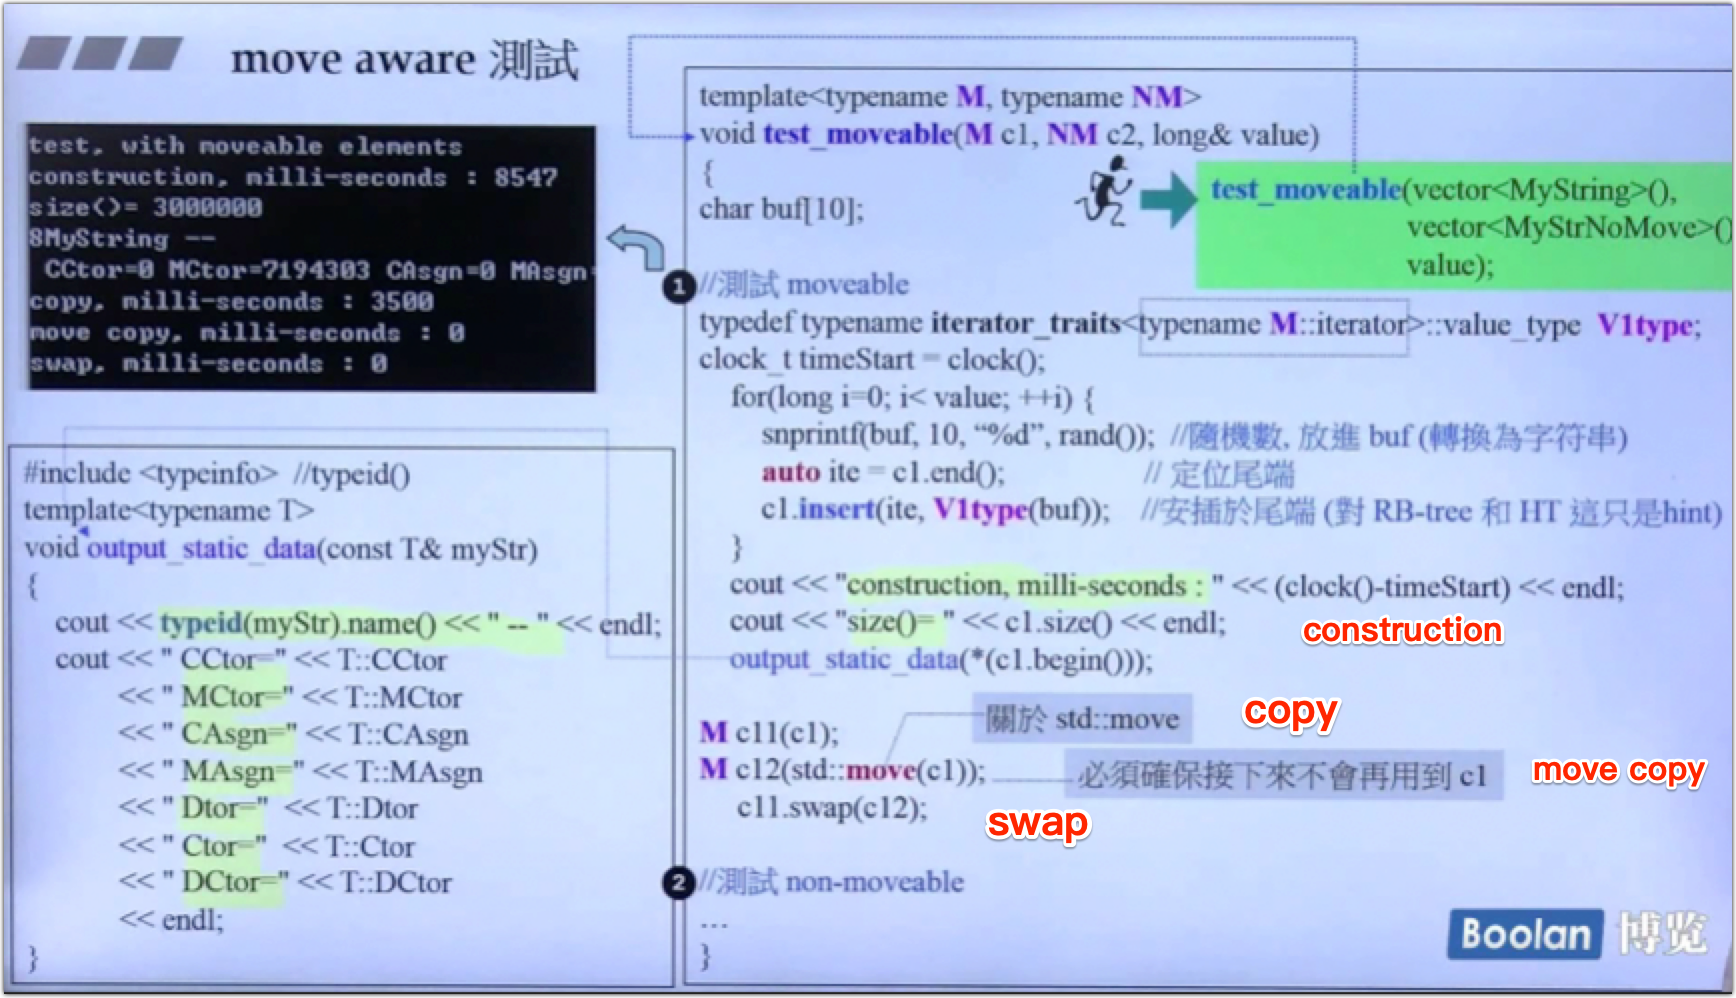 move aware 測試
test, with moveable elements
construction, milli-seconds : 8547
size()= 3000000
8MyString --
CCtor=0 MCtor=7194303 CAsgn=0 MAsgn
copy, milli-seconds : 3500
move copy, milli-seconds : 0
swap, milli-seconds : 0
#include <typeinfo> //typeid()
template<typename T>
void output_static_data(const T& myStr)
{
cout << typeid(myStr).name() << " -- " << endl;
cout << " CCtor=" << T::CCtor
<< " MCtor=" << T::MCtor
<< " CAsgn=" << T::CAsgn
<< " MAsgn=" << T::MAsgn
<< " Dtor=" << T::Dtor
<< " Ctor=" << T::Ctor
<< " DCtor=" << T::DCtor
<< endl;
}
template<typename M, typename NM>
void test_moveable(M c1, NM c2, long& value)
{
char buf[10];
test_moveable(vector<MyString>(),
vector<MyStrNoMove>()
value);
1 //測試 moveable
typedef typename iterator_traits<typename M::iterator>::value_type V1type;
clock_t timeStart = clock();
for(long i=0; i< value; ++i) {
snprintf(buf, 10, “%d”, rand()); //隨機數, 放進 buf (轉換為字符串)
auto ite = c1.end(); // 定位尾端
c1.insert(ite, V1type(buf)); //安插於尾端 (對 RB-tree 和 HT 這只是hint)
}
cout << "construction, milli-seconds : " << (clock()-timeStart) << endl;
cout << "size()= " << c1.size() << endl;
construction
output_static_data(*(c1.begin()));
關於 std::move
copy
M c11(c1);
M c12(std::move(c1)); 必須確保接下來不會再用到 c1
move copy
c11.swap(c12);
swap
2 //測試 non-moveable
...
}
Boolan 博览